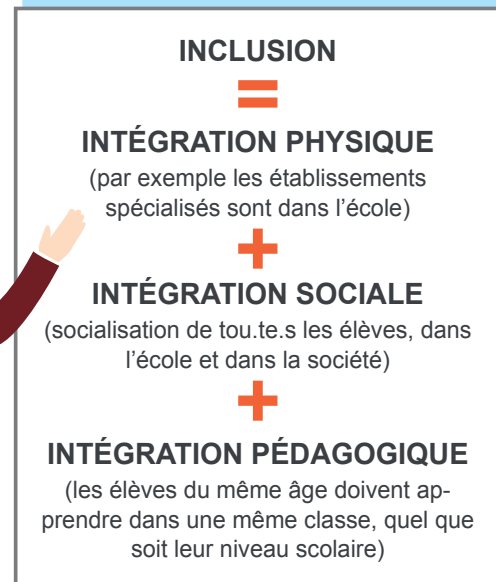 INCLUSION
=
INTÉGRATION PHYSIQUE
(par exemple les établissements
spécialisés sont dans l'école)
+
INTÉGRATION SOCIALE
(socialisation de tou.te.s les élèves, dans
l'école et dans la société)
+
INTÉGRATION PÉDAGOGIQUE
(les élèves du même âge doivent ap-
prendre dans une même classe, quel que
soit leur niveau scolaire)